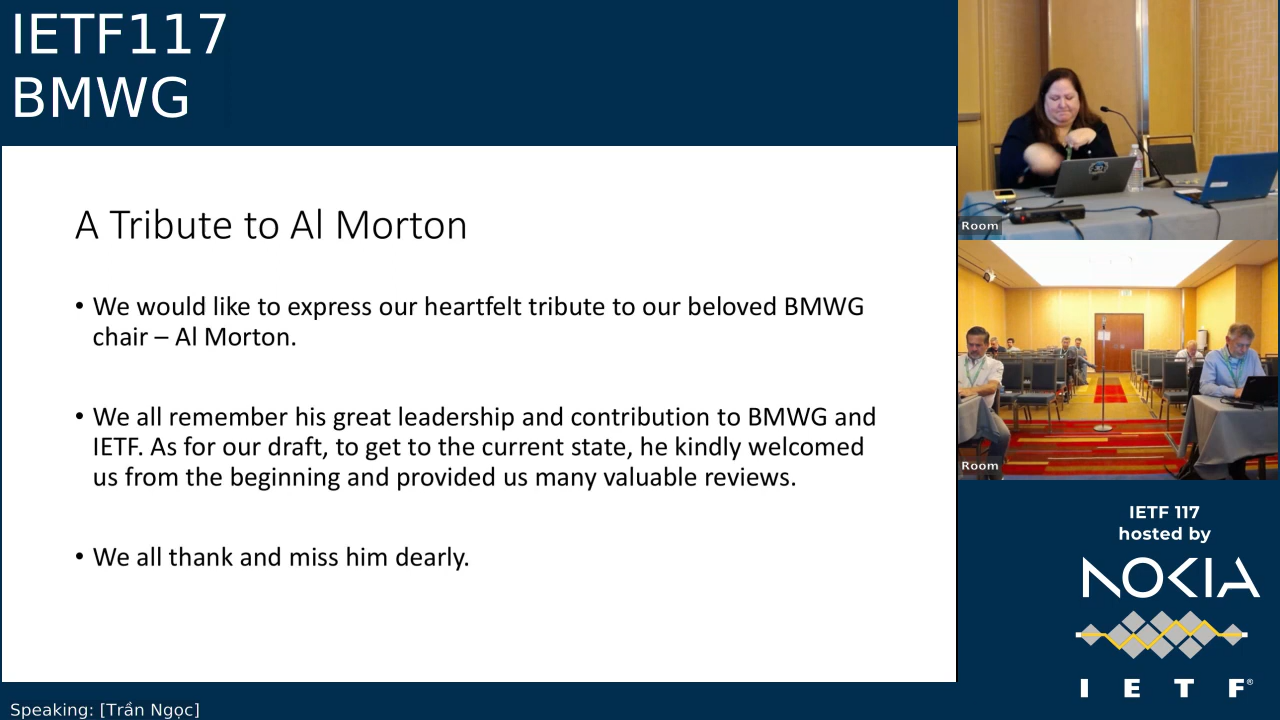 IETF117
BMWG
A Tribute to Al Morton
• We would like to express our heartfelt tribute to our beloved BMWG
chair – Al Morton.
• We all remember his great leadership and contribution to BMWG and
IETF. As for our draft, to get to the current state, he kindly welcomed
us from the beginning and provided us many valuable reviews.
• We all thank and miss him dearly.
Speaking: [Trần Ngọc]
Room
Room
IETF 117
hosted by
NOKIA
I E T F®